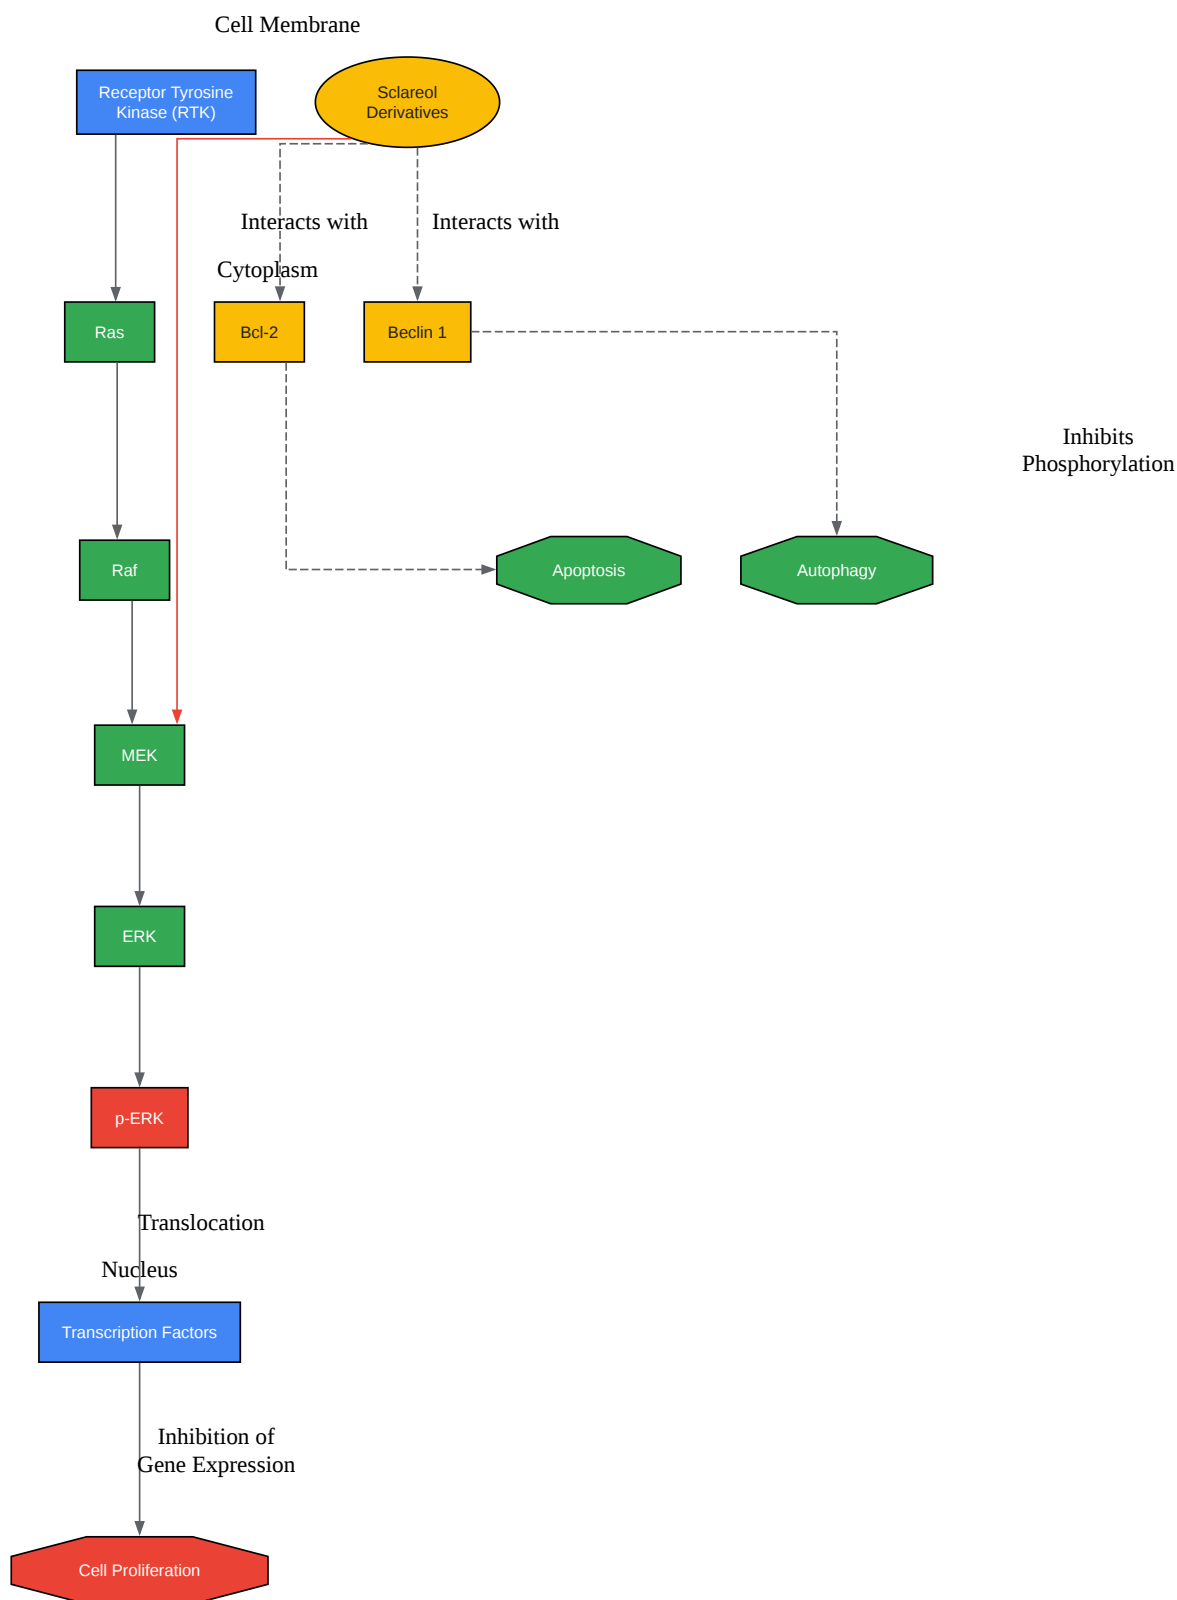 Cell Membrane
Receptor Tyrosine
Kinase (RTK)
Sclareol
Derivatives
Interacts with
Interacts with
Cytoplasm
Ras
Bcl-2
Beclin 1
Inhibits
Phosphorylation
Raf
Apoptosis
Autophagy
MEK
ERK
p-ERK
Translocation
Nucleus
Transcription Factors
Inhibition of
Gene Expression
Cell Proliferation